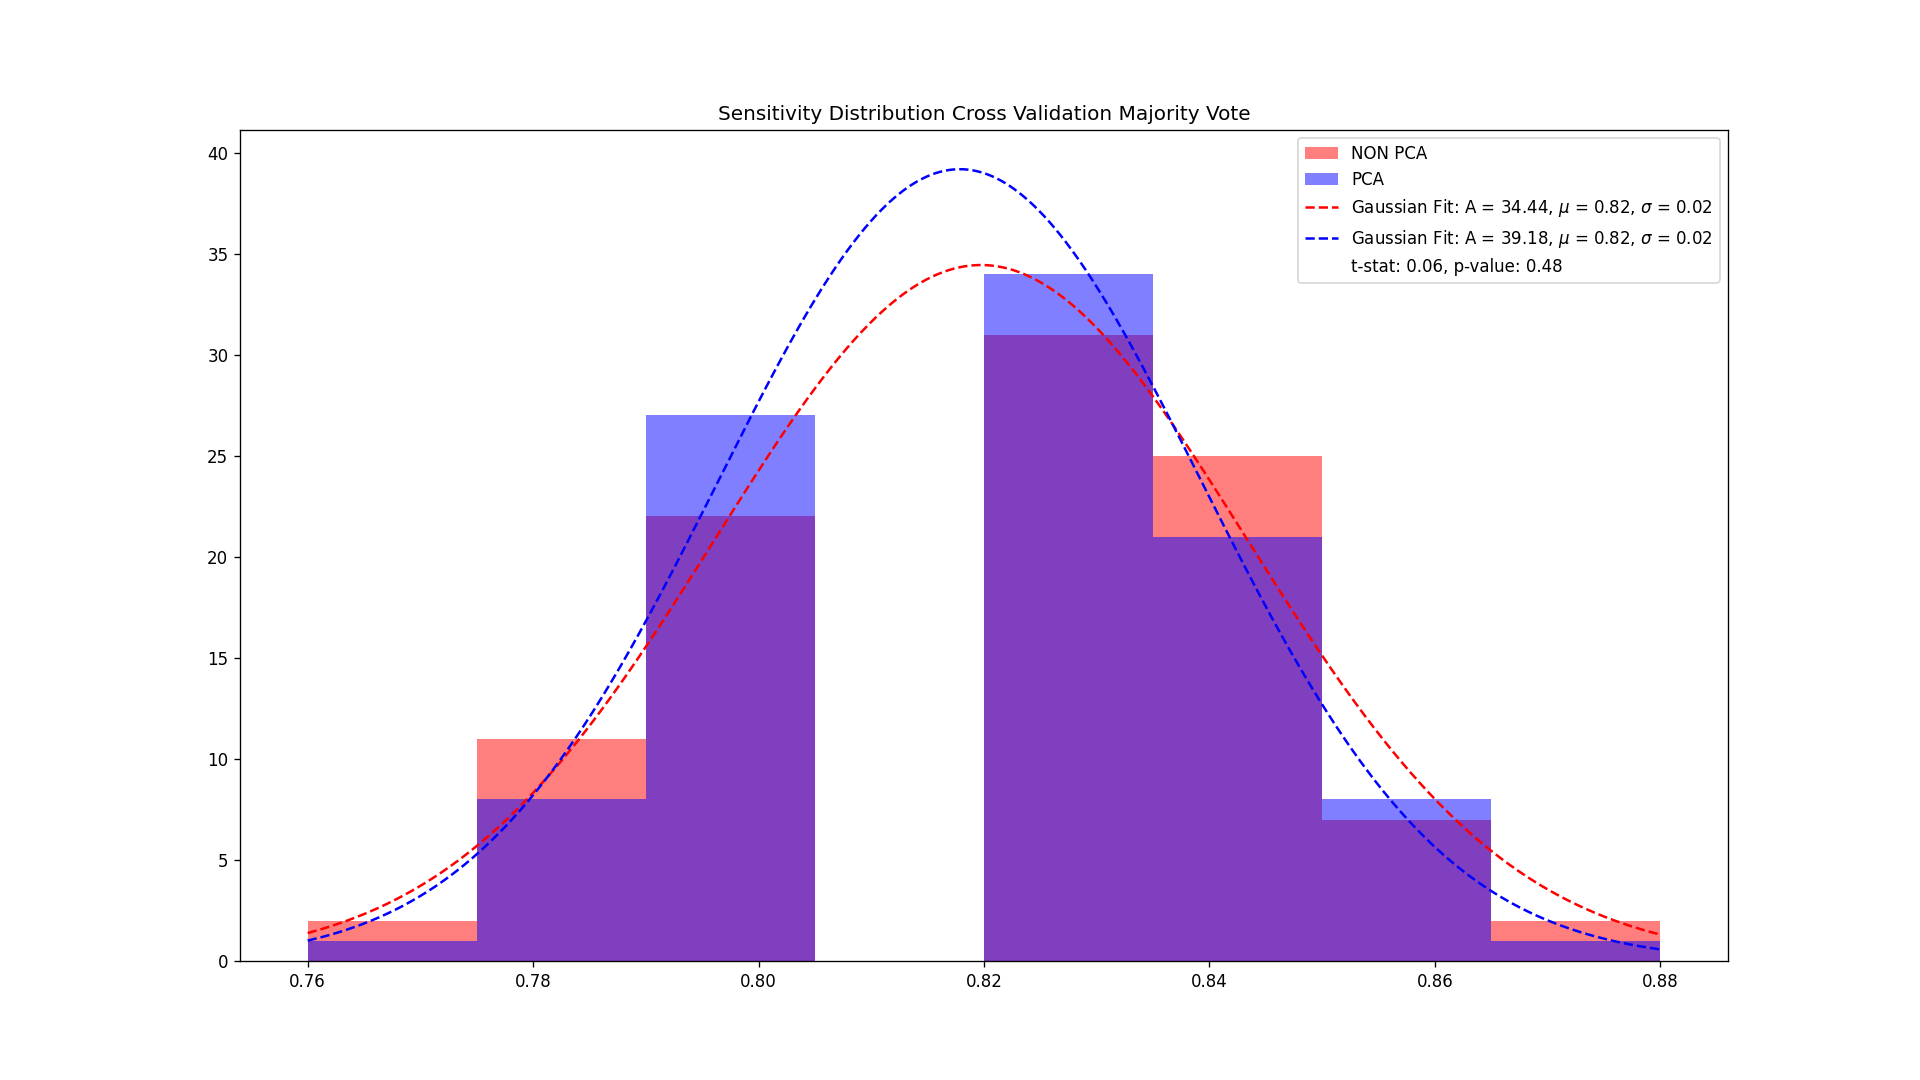 Sensitivity Distribution Cross Validation Majority Vote
NON PCA
PCA
Gaussian Fit: A = 34.44, μ = 0.82, σ = 0.02
Gaussian Fit: A = 39.18, μ = 0.82, σ = 0.02
t-stat: 0.06, p-value: 0.48
40
35
30
25
20
15
10
5
0
0.76 0.78 0.80 0.82 0.84 0.86 0.88